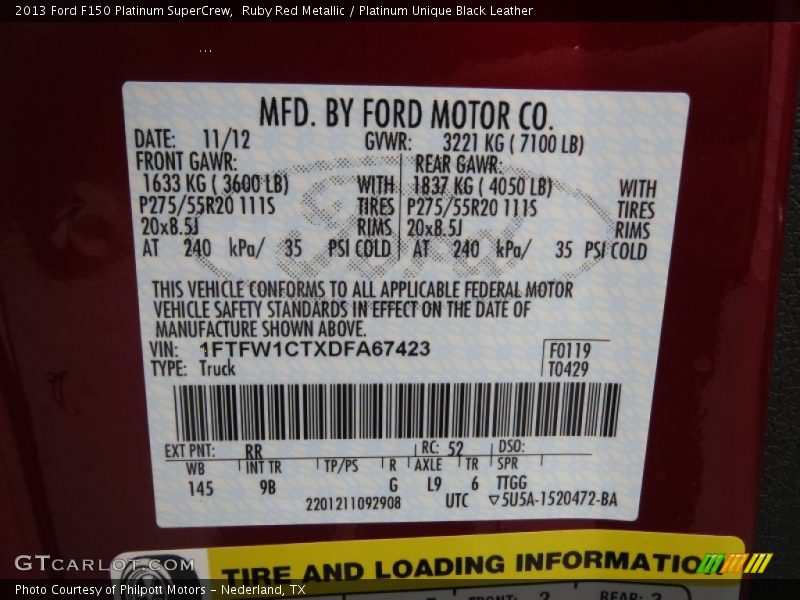 2013 Ford F150 Platinum SuperCrew,  Ruby Red Metallic / Platinum Unique Black Leather
MFD. BY FORD MOTOR CO.
DATE: 11/12 GVWR: 3221 KG ( 7100 LB)
FRONT GAWR: REAR GAWR:
1633 KG ( 3600 LB) WITH 1837 KG ( 4050 LB) WITH
P275/55R20 111S TIRES P275/55R20 111S TIRES
20x8.5J RIMS 20x8.5J RIMS
AT 240 kPa/ 35 PSI COLD AT 240 kPa/ 35 PSI COLD
THIS VEHICLE CONFORMS TO ALL APPLICABLE FEDERAL MOTOR
VEHICLE SAFETY STANDARDS IN EFFECT ON THE DATE OF
MANUFACTURE SHOWN ABOVE.
VIN: 1FTFW1CTXDFA67423 F0119
TYPE: Truck T0429
EXT PNT: RR RC: 52 DSO:
WB INT TR TP/PS R AXLE TR SPR
145 9B G L9 6 TTGG
2201211092908 UTC ▽5U5A-1520472-BA
TIRE AND LOADING INFORMATION
GTcarlot.com
Photo Courtesy of Philpott Motors – Nederland, TX